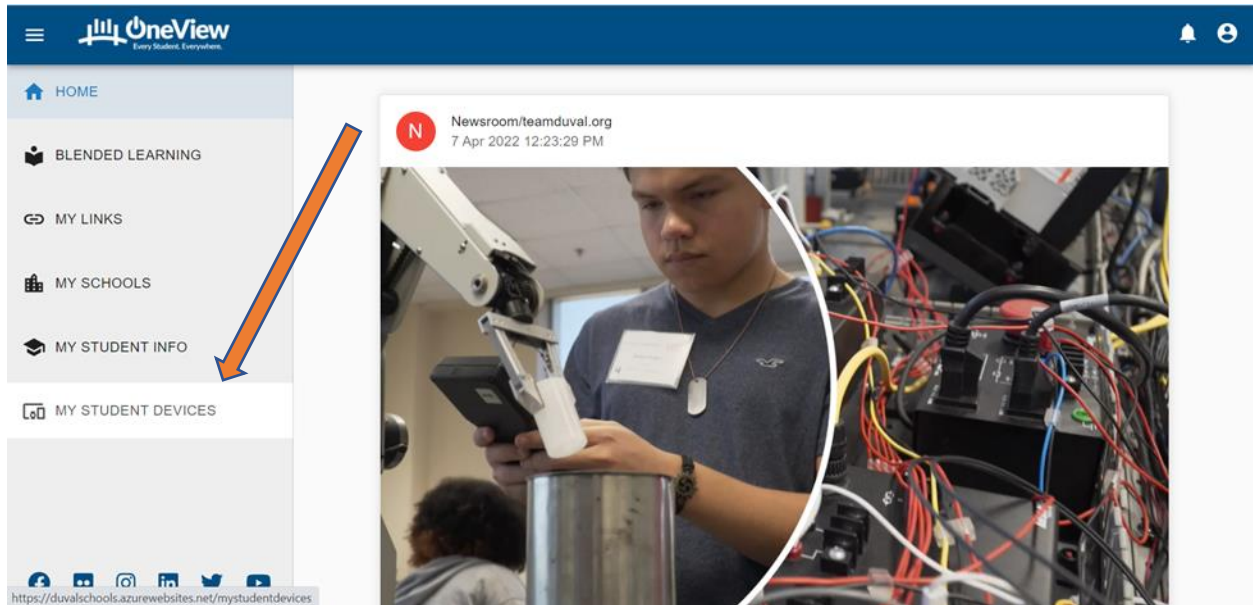 OneView
Every Student. Everywhere.
HOME
BLENDED LEARNING
MY LINKS
MY SCHOOLS
MY STUDENT INFO
MY STUDENT DEVICES
N
Newsroom/teamduval.org
7 Apr 2022 12:23:29 PM
https://duvalschools.azurewebsites.net/mystudentdevices